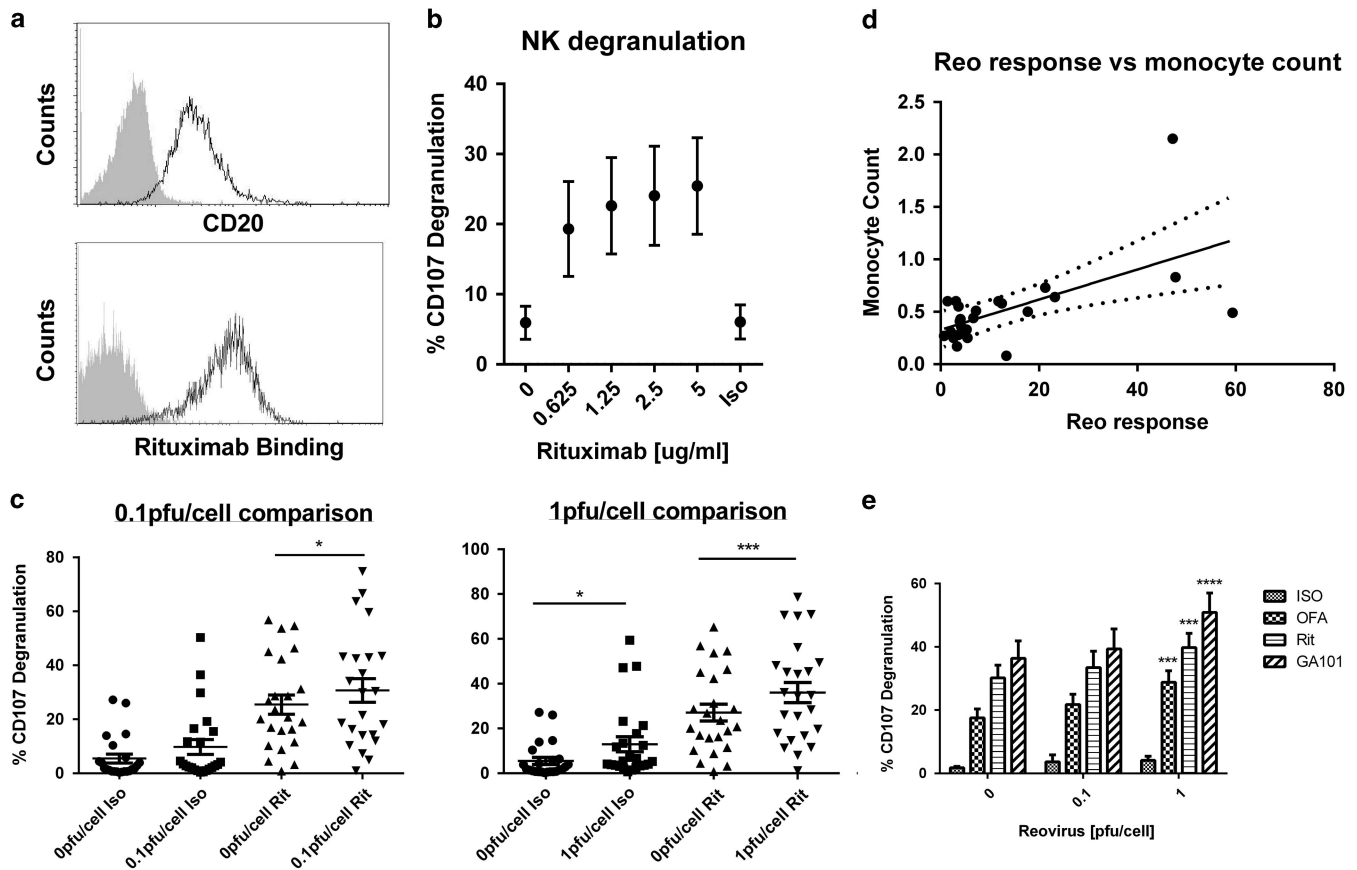 a
Counts
CD20
Counts
Rituximab Binding
b
NK degranulation
% CD107 Degranulation
40
30
20
10
0
0
0.625
1.25
2.5
5
Iso
Rituximab [ug/ml]
d
Reo response vs monocyte count
Monocyte Count
2.5
2.0
1.5
1.0
0.5
0.0
0
20
40
60
80
Reo response
c
0.1pfu/cell comparison
% CD107 Degranulation
80
60
40
20
0
*
0pfu/cell Iso
0.1pfu/cell Iso
0pfu/cell Rit
0.1pfu/cell Rit
1pfu/cell comparison
100
80
60
40
20
0
*
***
0pfu/cell Iso
1pfu/cell Iso
0pfu/cell Rit
1pfu/cell Rit
e
% CD107 Degranulation
60
40
20
0
***
***
****
0
0.1
1
Reovirus [pfu/cell]
ISO
OFA
Rit
GA101